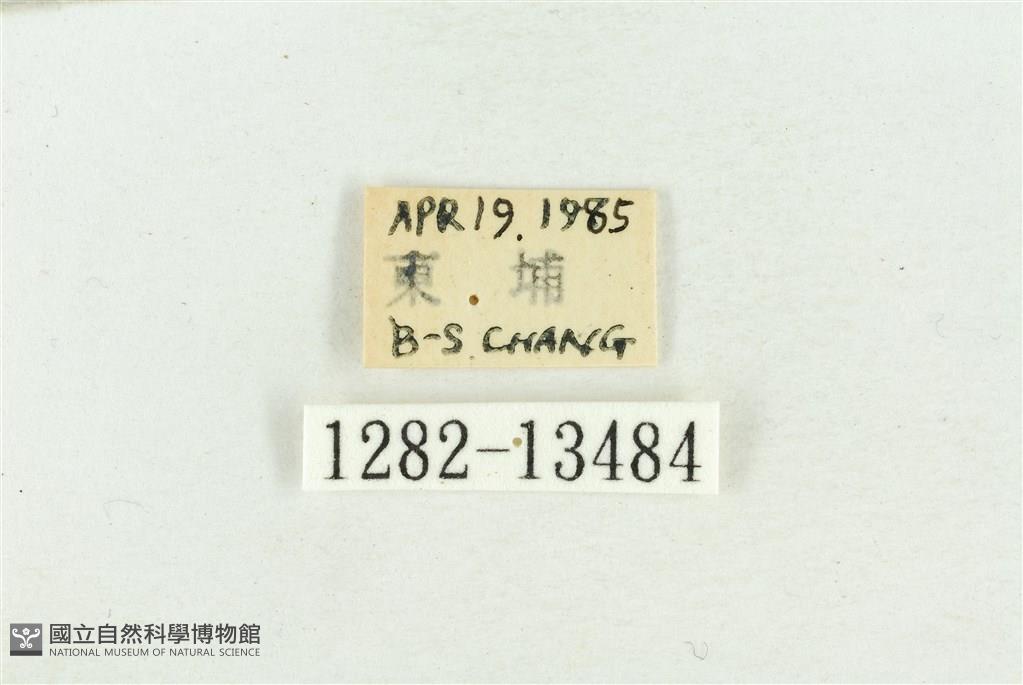 APR 19. 1985
東 埔
B-S. CHANG
1282-13484
國立自然科學博物館
NATIONAL MUSEUM OF NATURAL SCIENCE